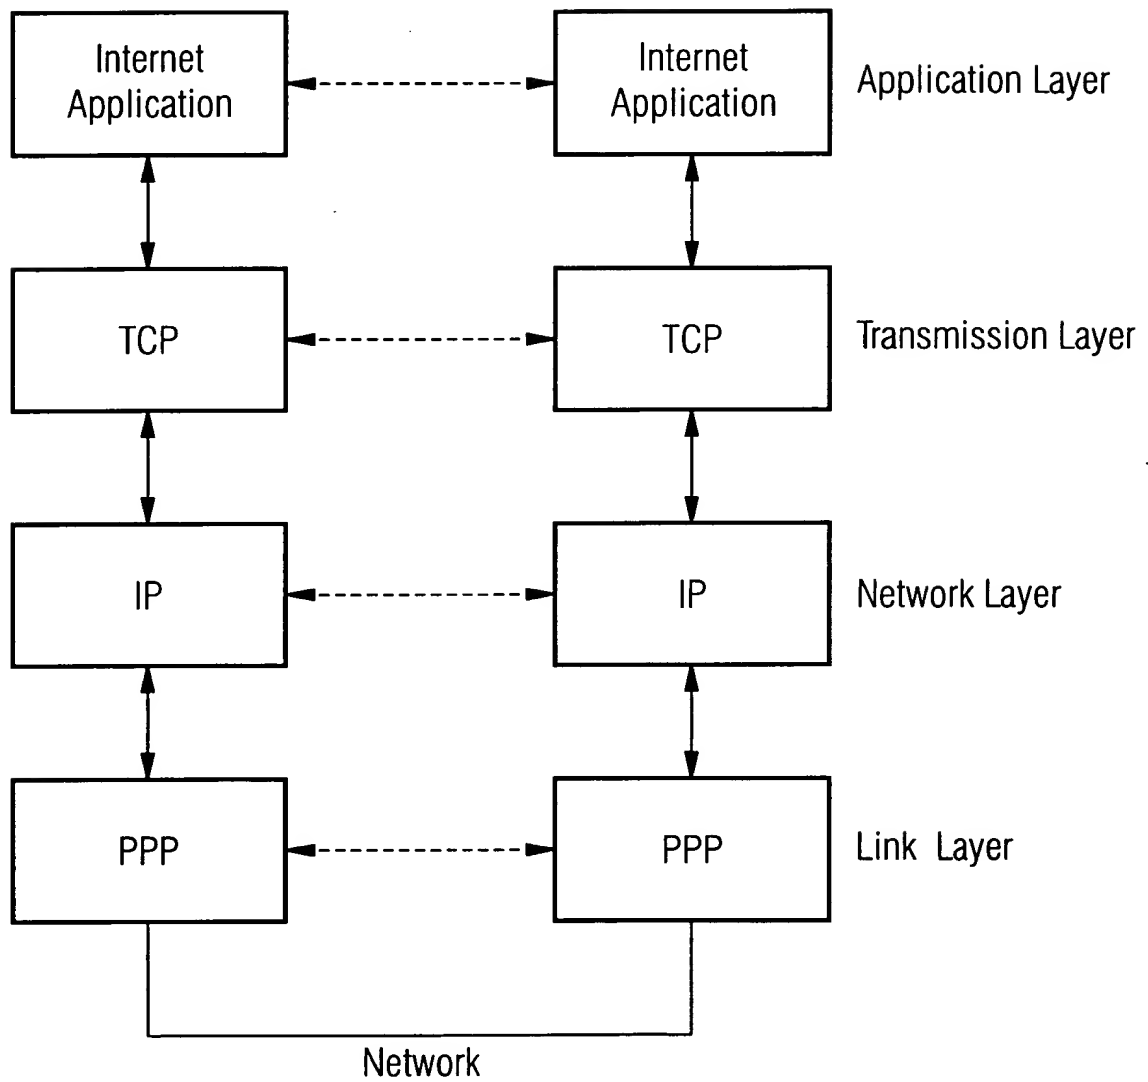 Internet
Application
Internet
Application
Application Layer
TCP
TCP
Transmission Layer
IP
IP
Network Layer
PPP
PPP
Link Layer
Network